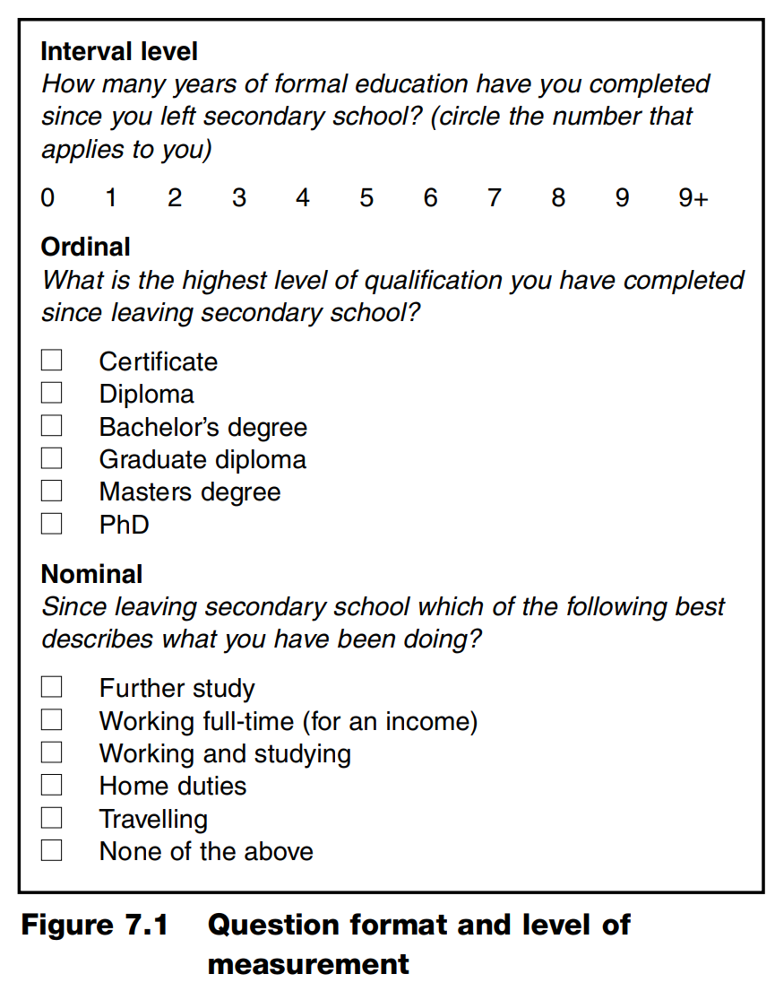 Interval level
How many years of formal education have you completed
since you left secondary school? (circle the number that
applies to you)
0 1 2 3 4 5 6 7 8 9 9+
Ordinal
What is the highest level of qualification you have completed
since leaving secondary school?
Certificate
Diploma
Bachelor’s degree
Graduate diploma
Masters degree
PhD
Nominal
Since leaving secondary school which of the following best
describes what you have been doing?
Further study
Working full-time (for an income)
Working and studying
Home duties
Travelling
None of the above
Figure 7.1 Question format and level of
measurement